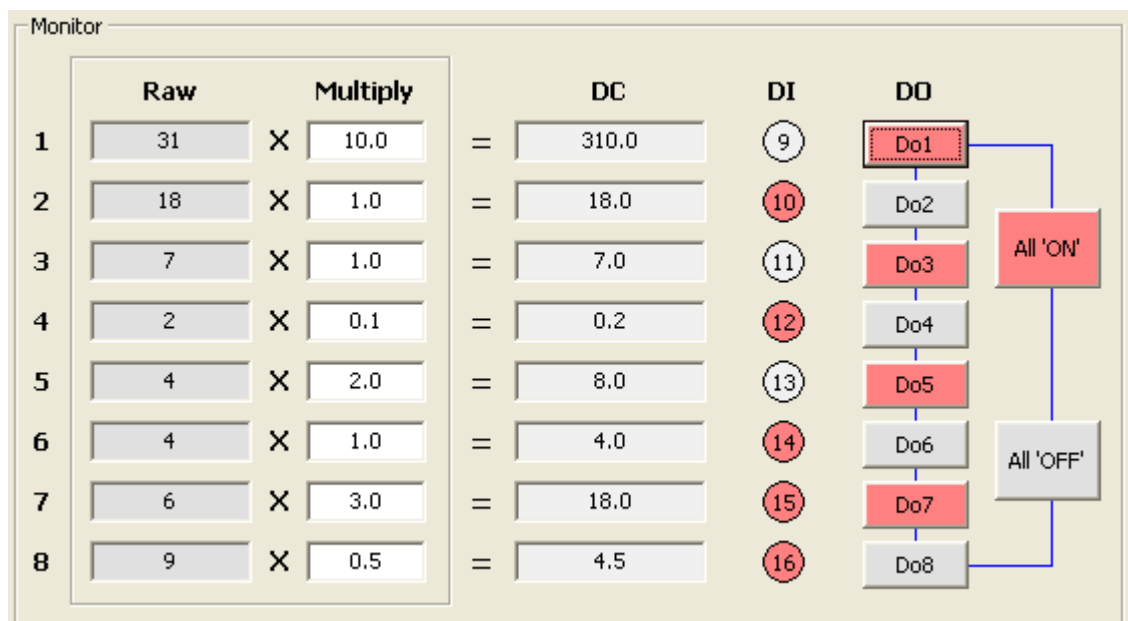 Monitor
Raw Multiply DC DI DO
1 31 X 10.0 = 310.0 9 Do1
2 18 X 1.0 = 18.0 10 Do2
All 'ON'
3 7 X 1.0 = 7.0 11 Do3
4 2 X 0.1 = 0.2 12 Do4
5 4 X 2.0 = 8.0 13 Do5
6 4 X 1.0 = 4.0 14 Do6
All 'OFF'
7 6 X 3.0 = 18.0 15 Do7
8 9 X 0.5 = 4.5 16 Do8